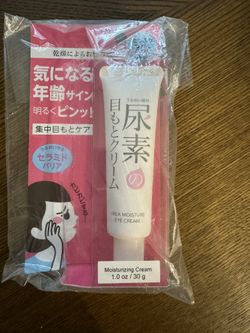 乾燥による
気になる
年齢サイン
明るくピンッ!
集中目もとケア
セラミド
バリア
尿素の
目もとクリーム
UREA MOISTURE
EYE CREAM
Moisturizing Cream
1.0 oz / 30 g